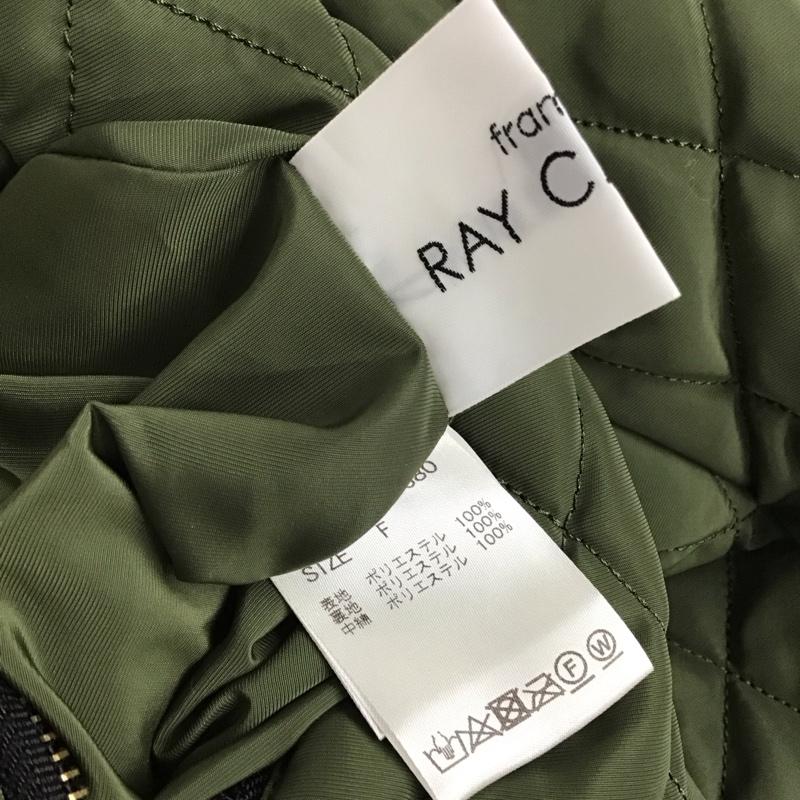 fram
RAY C
380
SIZE F
表地 ポリエステル 100%
裏地 ポリエステル 100%
中綿 ポリエステル 100%
F W